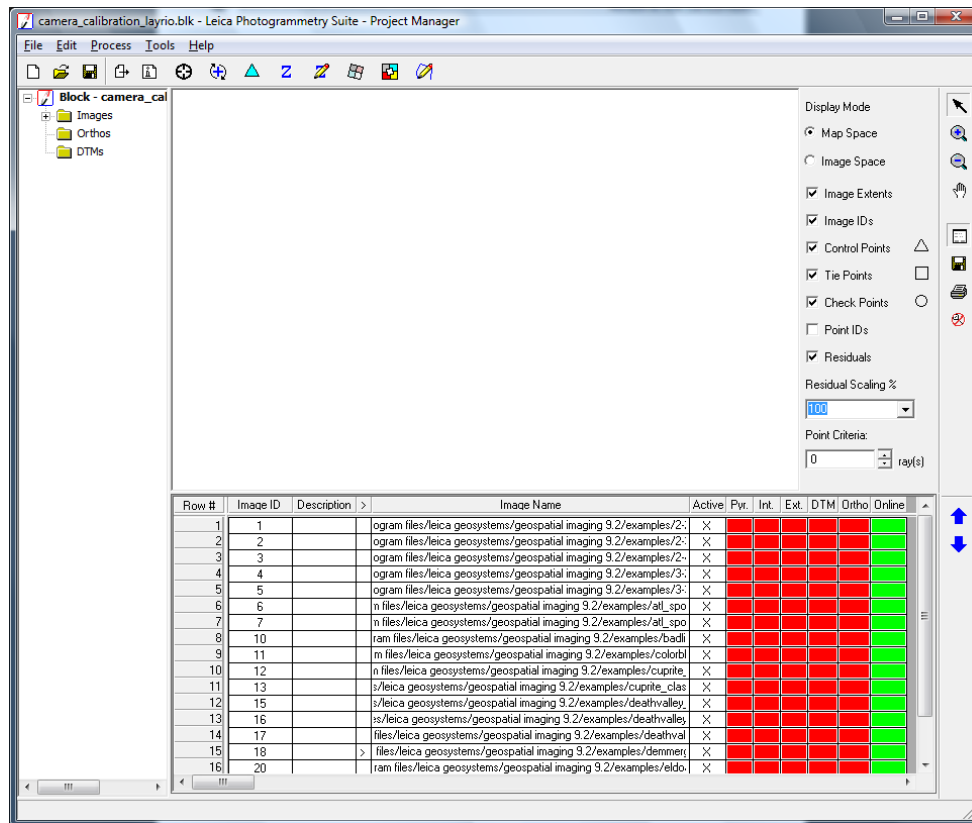 camera_calibration_layrio.blk - Leica Photogrammetry Suite - Project Manager
File Edit Process Tools Help
Block - camera_cal
Images
Orthos
DTMs
Display Mode
Map Space
Image Space
Image Extents
Image IDs
Control Points
Tie Points
Check Points
Point IDs
Residuals
Residual Scaling %
100
Point Criteria:
0 ray(s)
Row # Image ID Description > Image Name Active Pyr. Int. Ext. DTM Ortho Online
1 1 ogram files/leica geosystems/geospatial imaging 9.2/examples/2- X
2 2 ogram files/leica geosystems/geospatial imaging 9.2/examples/2- X
3 3 ogram files/leica geosystems/geospatial imaging 9.2/examples/2- X
4 4 ogram files/leica geosystems/geospatial imaging 9.2/examples/3- X
5 5 ogram files/leica geosystems/geospatial imaging 9.2/examples/3- X
6 6 n files/leica geosystems/geospatial imaging 9.2/examples/atl_spo X
7 7 n files/leica geosystems/geospatial imaging 9.2/examples/atl_spo X
8 10 ram files/leica geosystems/geospatial imaging 9.2/examples/badli X
9 11 m files/leica geosystems/geospatial imaging 9.2/examples/colorbl X
10 12 n files/leica geosystems/geospatial imaging 9.2/examples/cuprite_ X
11 13 s/leica geosystems/geospatial imaging 9.2/examples/cuprite_clas X
12 15 s/leica geosystems/geospatial imaging 9.2/examples/deathvalley_ X
13 16 es/leica geosystems/geospatial imaging 9.2/examples/deathvalley X
14 17 files/leica geosystems/geospatial imaging 9.2/examples/deathval X
15 18 > files/leica geosystems/geospatial imaging 9.2/examples/demmerg X
16 20 ram files/leica geosystems/geospatial imaging 9.2/examples/eldo X